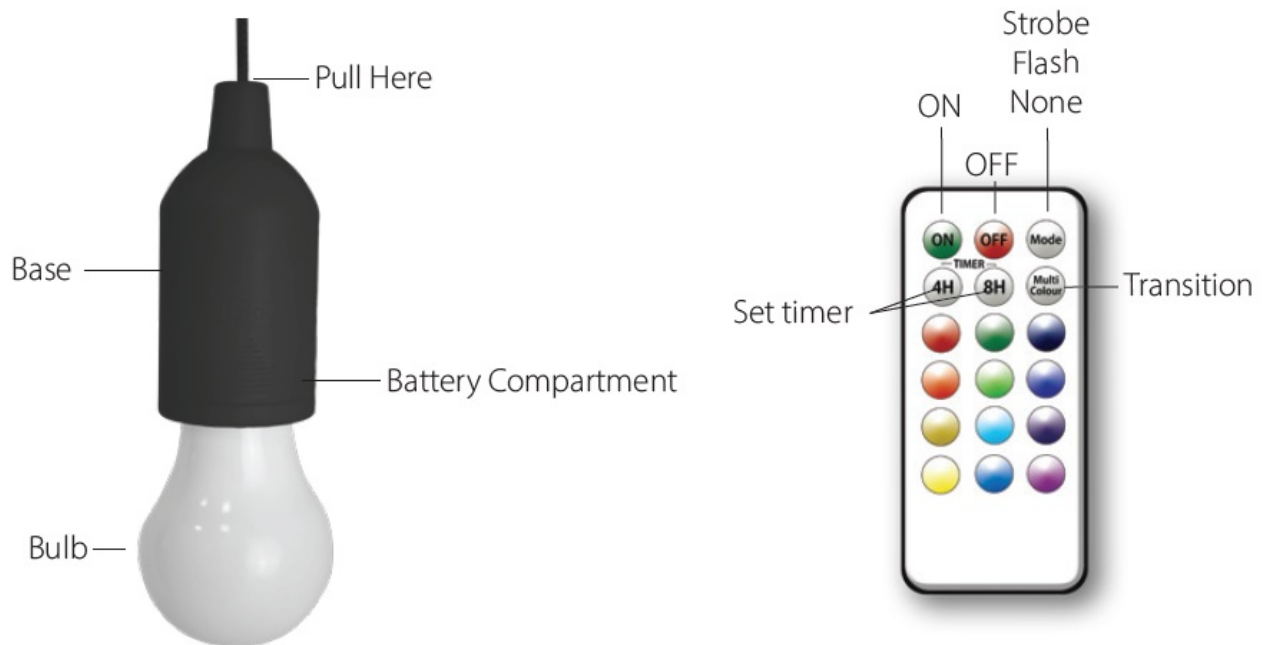 Pull Here
Base
Battery Compartment
Bulb
Strobe
Flash
None
ON
OFF
ON OFF Mode
TIMER
4H 8H Multi
Colour
Set timer
Transition